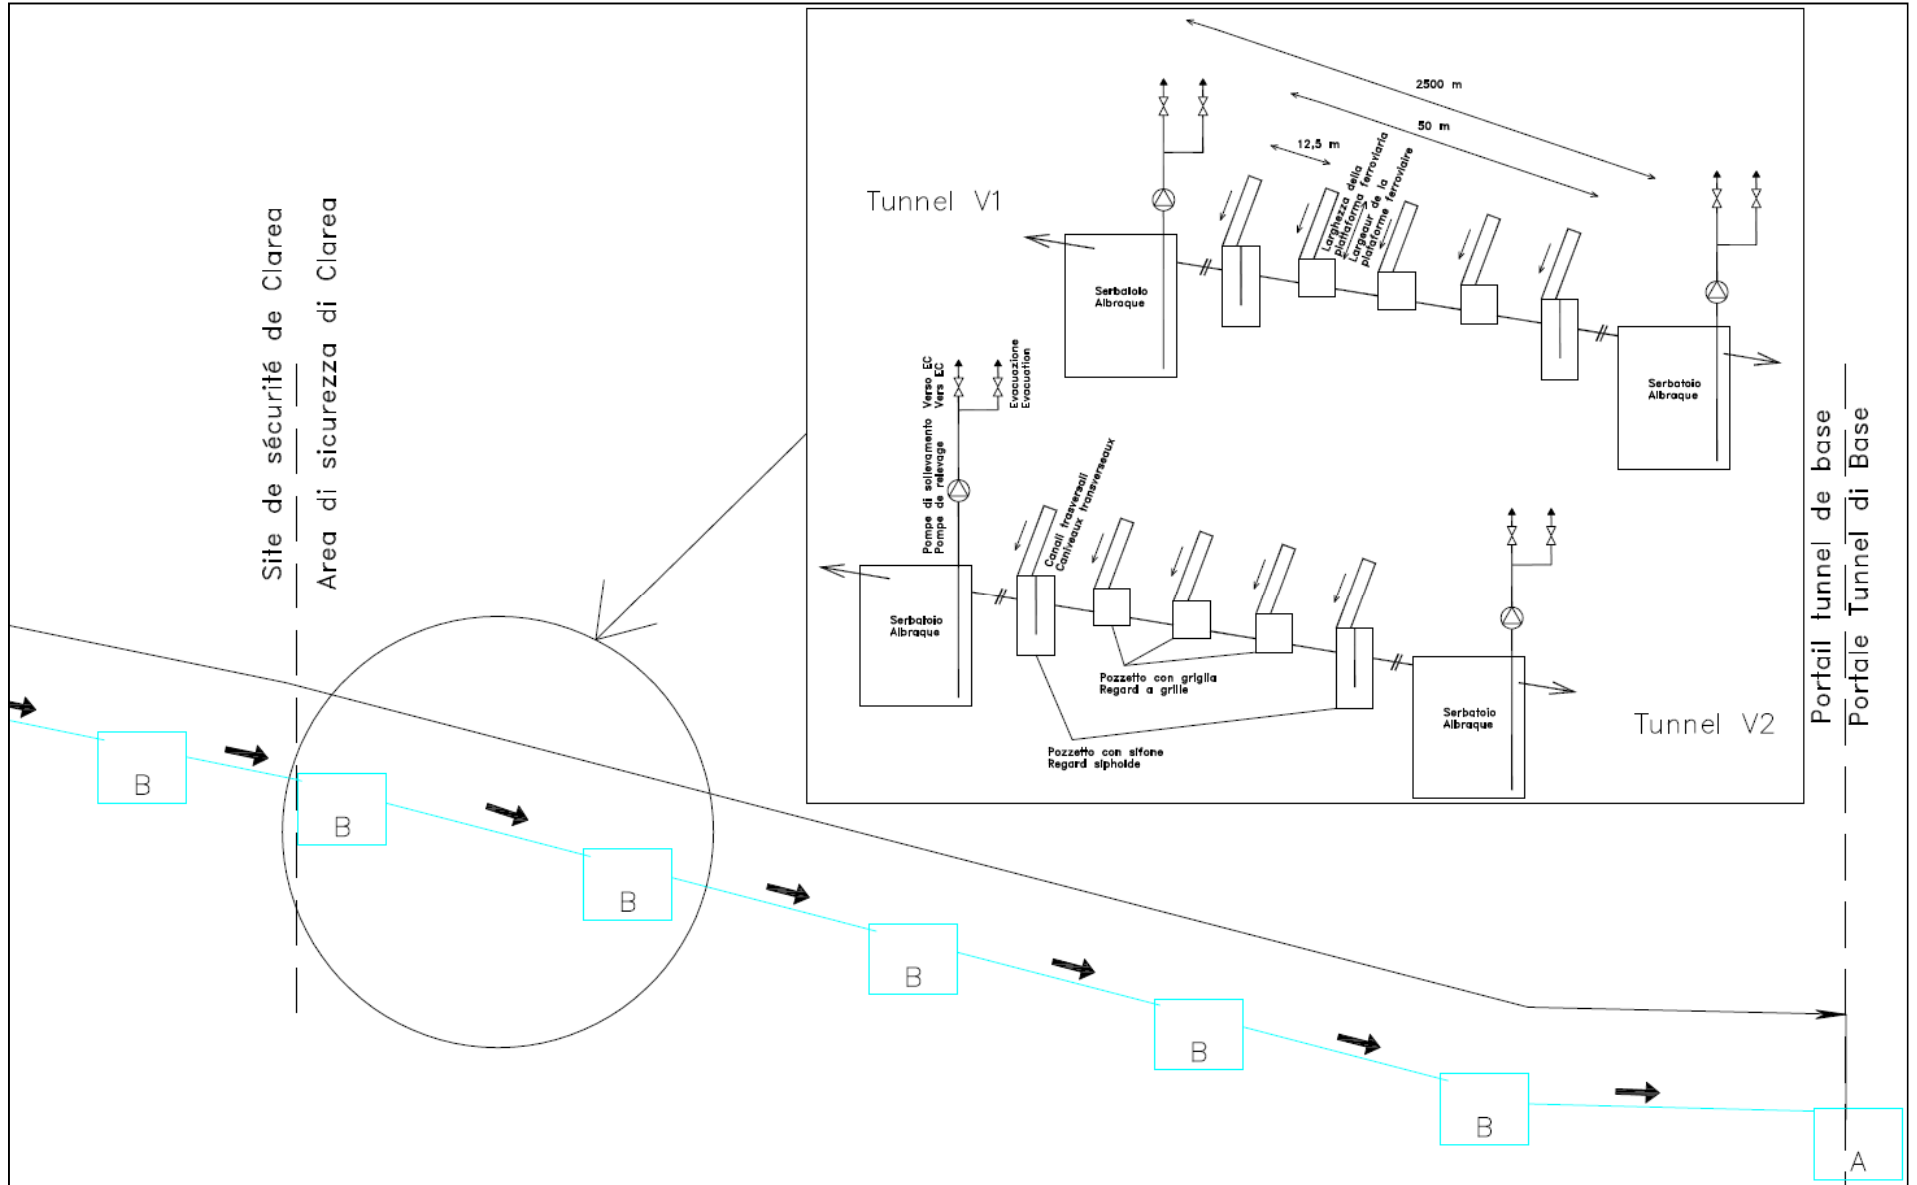 2500 m
50 m
12,5 m
Larghezza della
piattaforma ferroviaria
Largeaur de la
plataforme ferroviaire
Tunnel V1
Serbatoio
Albraque
Serbatoio
Albraque
Site de sécurité de Clarea
Area di sicurezza di Clarea
Pompe di sollevamento
Pompe de relevage
Verso EC
Vers EC
Evacuazione
Evacuation
Canali trasversali
Caniveaux transverseaux
Serbatoio
Albraque
Pozzetto con griglia
Regard a grille
Pozzetto con sifone
Regard siphoide
Serbatoio
Albraque
Tunnel V2
Portail tunnel de base
Portale Tunnel di Base
B
B
B
B
B
B
A